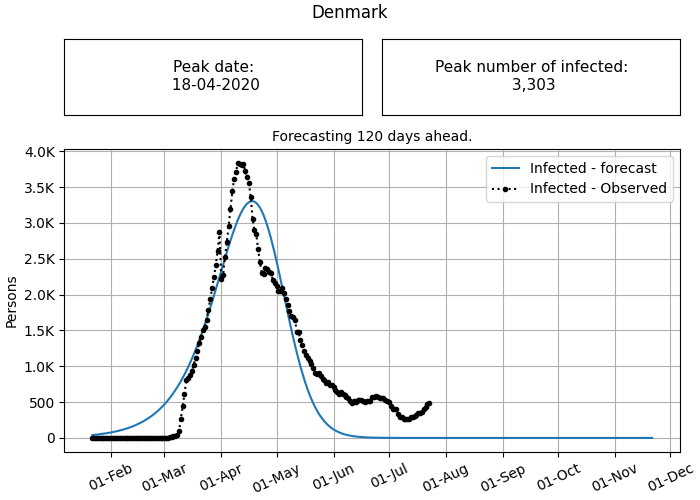 Denmark
Peak date:
18-04-2020
Peak number of infected:
3,303
Forecasting 120 days ahead.
Infected - forecast
Infected - Observed
Persons
4.0K
3.5K
3.0K
2.5K
2.0K
1.5K
1.0K
500
0
01-Feb
01-Mar
01-Apr
01-May
01-Jun
01-Jul
01-Aug
01-Sep
01-Oct
01-Nov
01-Dec